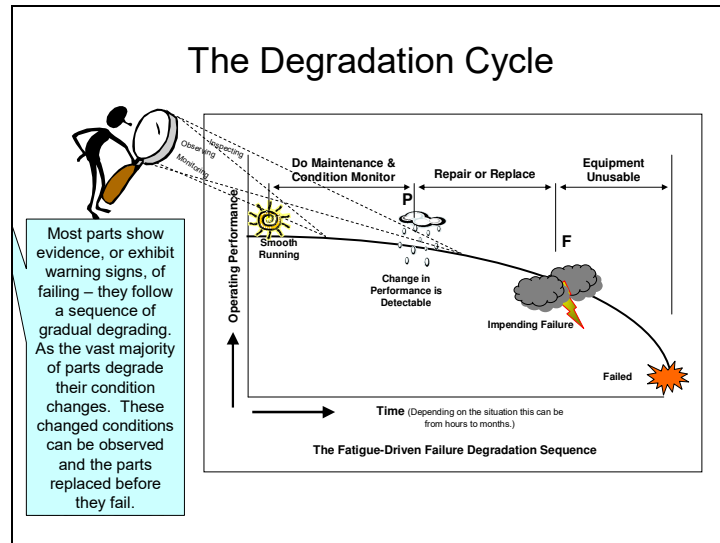 The Degradation Cycle
Inspecting
Observing
Monitoring
Do Maintenance &
Condition Monitor
Repair or Replace
Equipment
Unusable
P
F
Operating Performance
Smooth
Running
Change in
Performance is
Detectable
Impending Failure
Failed
Time (Depending on the situation this can be
from hours to months.)
The Fatigue-Driven Failure Degradation Sequence
Most parts show
evidence, or exhibit
warning signs, of
failing – they follow
a sequence of
gradual degrading.
As the vast majority
of parts degrade
their condition
changes. These
changed conditions
can be observed
and the parts
replaced before
they fail.